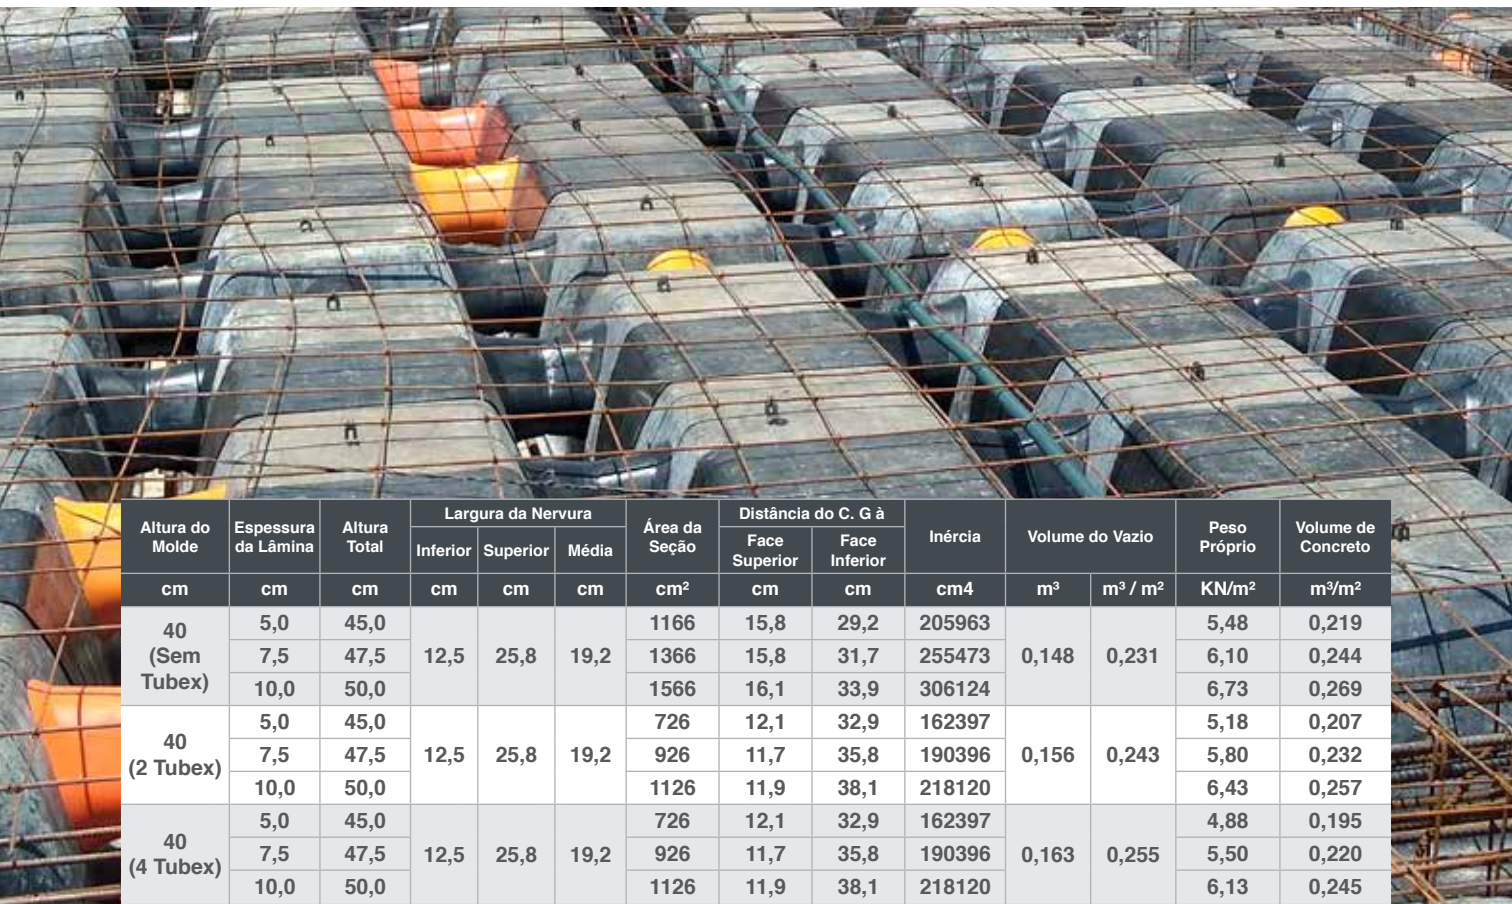 Altura do Molde Espessura da Lâmina Altura Total Largura da Nervura Área da Seção Distância do C. G à Inércia Volume do Vazio Peso Próprio Volume de Concreto
Inferior Superior Média Face Superior Face Inferior
cm cm cm cm cm cm cm² cm cm cm4 m³ m³ / m² KN/m² m³/m²
40 (Sem Tubex) 5,0 45,0 12,5 25,8 19,2 1166 15,8 29,2 205963 0,148 0,231 5,48 0,219
7,5 47,5 1366 15,8 31,7 255473 6,10 0,244
10,0 50,0 1566 16,1 33,9 306124 6,73 0,269
40 (2 Tubex) 5,0 45,0 12,5 25,8 19,2 726 12,1 32,9 162397 0,156 0,243 5,18 0,207
7,5 47,5 926 11,7 35,8 190396 5,80 0,232
10,0 50,0 1126 11,9 38,1 218120 6,43 0,257
40 (4 Tubex) 5,0 45,0 12,5 25,8 19,2 726 12,1 32,9 162397 0,163 0,255 4,88 0,195
7,5 47,5 926 11,7 35,8 190396 5,50 0,220
10,0 50,0 1126 11,9 38,1 218120 6,13 0,245